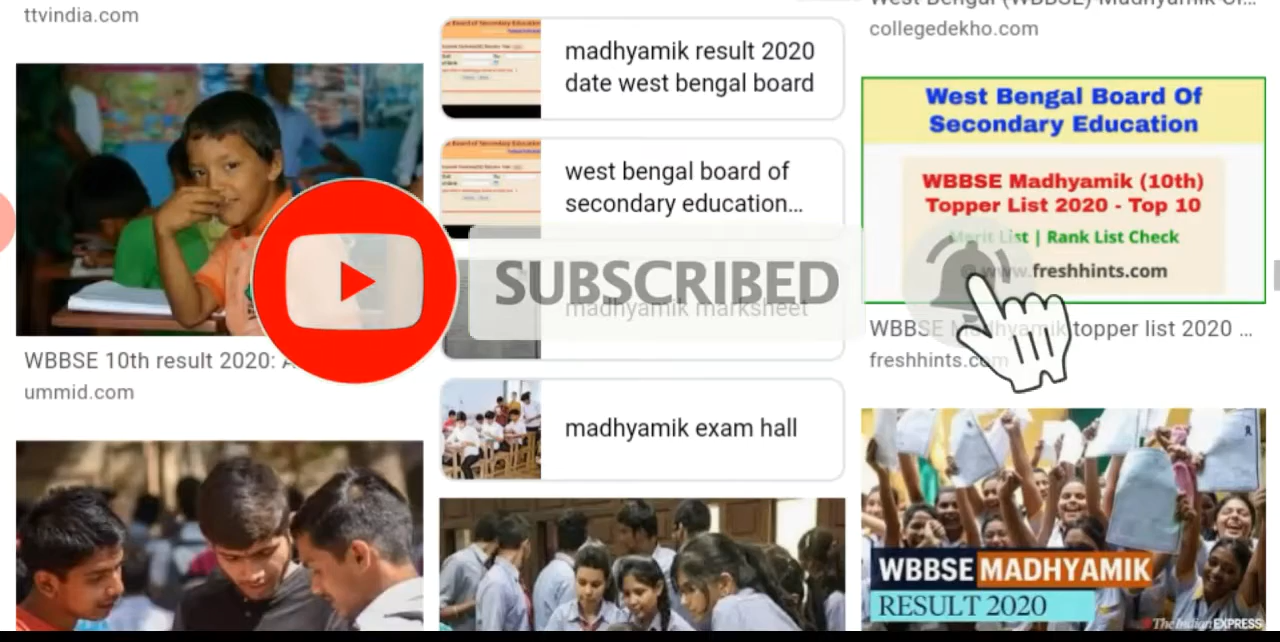 ttvindia.com
WBBSE 10th result 2020:
ummid.com
madhyamik result 2020
date west bengal board
west bengal board of
secondary education...
madhyamik marksheet
madhyamik exam hall
SUBSCRIBED
West Bengal (WBBSE) Madhyamik
collegedekho.com
West Bengal Board Of
Secondary Education
WBBSE Madhyamik (10th)
Topper List 2020 - Top 10
Merit List | Rank List Check
www.freshhints.com
WBBSE Madhyamik topper list 2020 ...
freshhints.com
WBBSE MADHYAMIK
RESULT 2020
The Indian EXPRESS